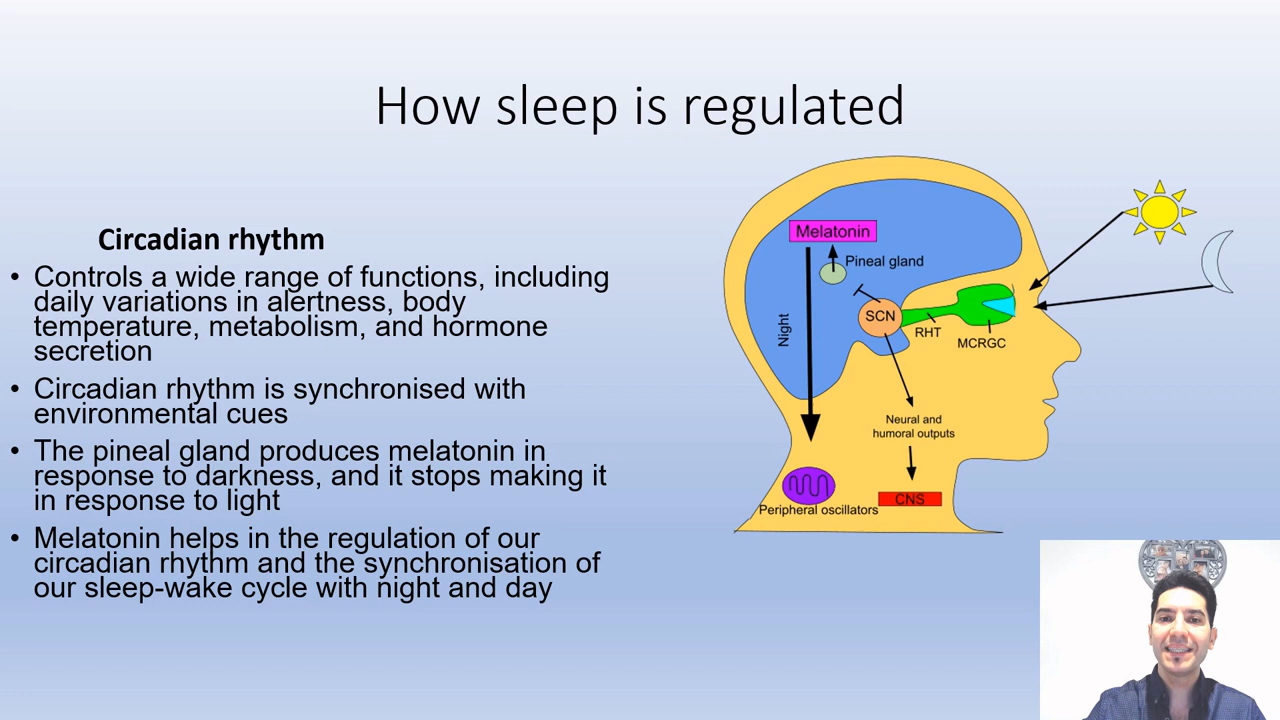 How sleep is regulated
Circadian rhythm
• Controls a wide range of functions, including
daily variations in alertness, body
temperature, metabolism, and hormone
secretion
• Circadian rhythm is synchronised with
environmental cues
• The pineal gland produces melatonin in
response to darkness, and it stops making it
in response to light
• Melatonin helps in the regulation of our
circadian rhythm and the synchronisation of
our sleep-wake cycle with night and day
Melatonin
Pineal gland
SCN
RHT
MCRGC
Night
Neural and
humoral outputs
CNS
Peripheral oscillators